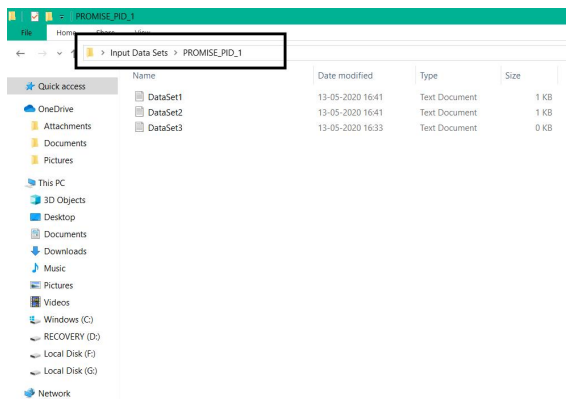 PROMISE_PID_1
File Home Share View
Input Data Sets > PROMISE_PID_1
Name Date modified Type Size
Quick access
OneDrive
Attachments
Documents
Pictures
This PC
3D Objects
Desktop
Documents
Downloads
Music
Pictures
Videos
Windows (C:)
RECOVERY (D:)
Local Disk (F:)
Local Disk (G:)
Network
DataSet1 13-05-2020 16:41 Text Document 1 KB
DataSet2 13-05-2020 16:41 Text Document 1 KB
DataSet3 13-05-2020 16:33 Text Document 0 KB